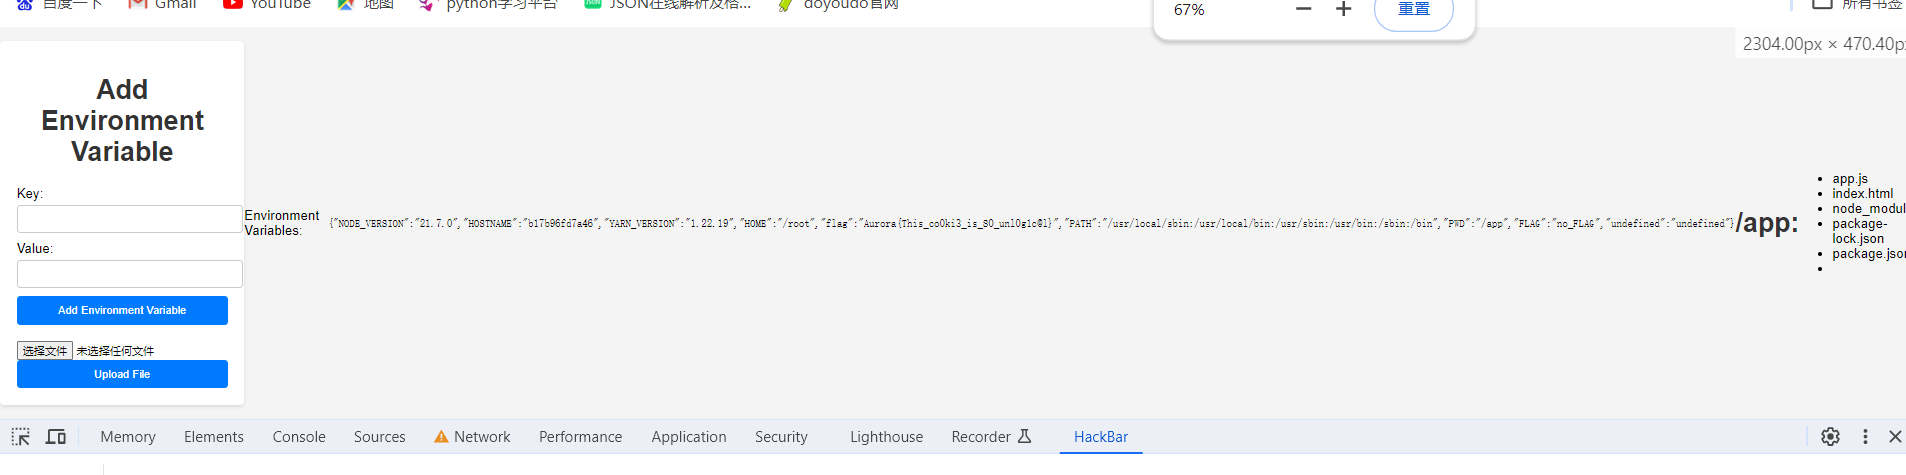 百度一下 Gmail YouTube 地图 python学习平台 JSON在线解析及格... doyoudo官网 所有书签
67% 重置
2304.00px × 470.40px
Add
Environment
Variable
Key:
Value:
Add Environment Variable
选择文件 未选择任何文件
Upload File
Environment
Variables:
{"NODE_VERSION":"21.7.0","HOSTNAME":"b17b96fd7a46","YARN_VERSION":"1.22.19","HOME":"/root","flag":"Aurora{This_co0ki3_is_S0_unl0g1c@l}","PATH":"/usr/local/sbin:/usr/local/bin:/usr/sbin:/usr/bin:/sbin:/bin","PWD":"/app","FLAG":"no_FLAG","undefined":"undefined"}
/app:
app.js
index.html
node_modul
package-
lock.json
package.json
Memory Elements Console Sources Network Performance Application Security Lighthouse Recorder HackBar